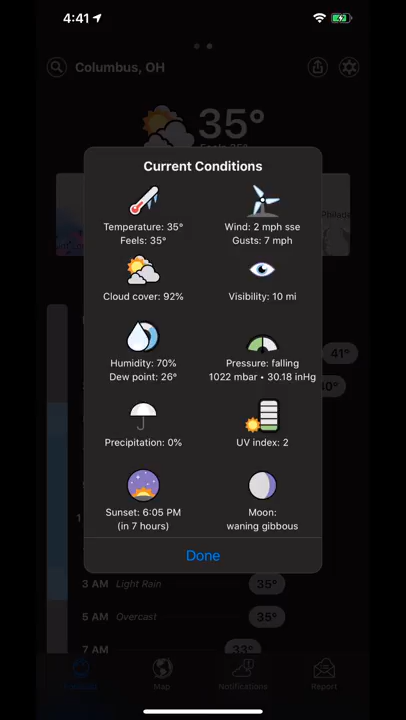 4:41
Columbus, OH
35°
Feels 35°
Current Conditions
Temperature: 35°
Feels: 35°
Wind: 2 mph sse
Gusts: 7 mph
Cloud cover: 92%
Visibility: 10 mi
Humidity: 70%
Dew point: 26°
Pressure: falling
1022 mbar • 30.18 inHg
41°
Precipitation: 0%
UV index: 2
Sunset: 6:05 PM
(in 7 hours)
Moon:
waning gibbous
Done
3 AM Light Rain 35°
5 AM Overcast 35°
7 AM 33°
Map
Notifications
Report